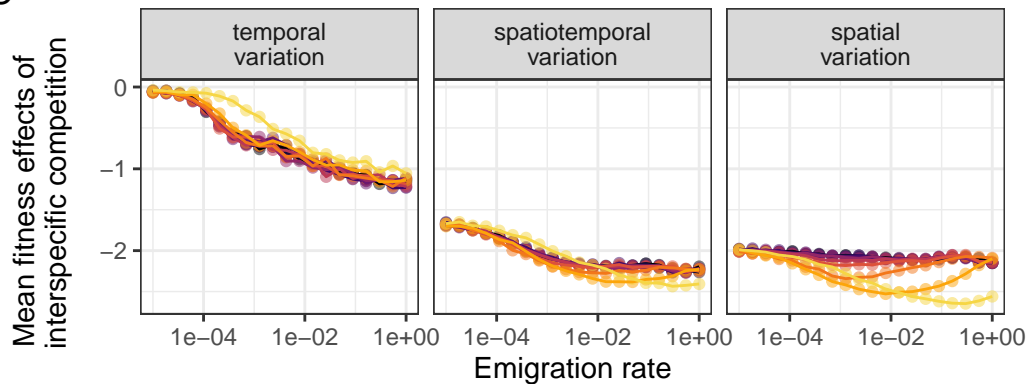 temporal
variation
spatiotemporal
variation
spatial
variation
Mean fitness effects of
interspecific competition
0
−1
−2
1e−04 1e−02 1e+00 1e−04 1e−02 1e+00 1e−04 1e−02 1e+00
Emigration rate